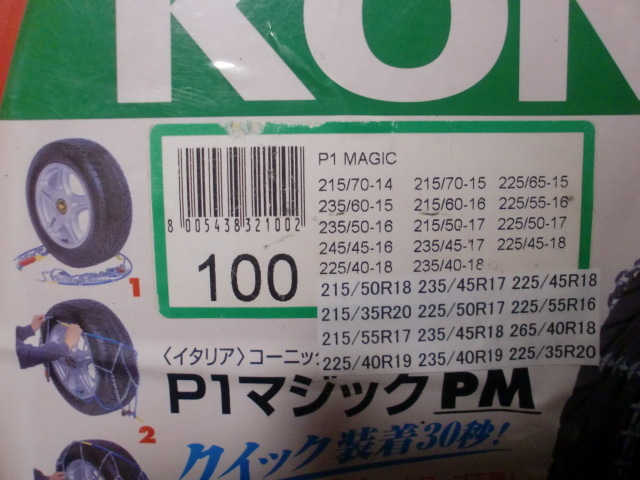 KON
P1 MAGIC
215/70-14 215/70-15 225/65-15
235/60-15 215/60-16 225/55-16
235/50-16 215/50-17 225/50-17
245/45-16 235/45-17 225/45-18
225/40-18 235/40-18
8 005438 321002
100
215/50R18 235/45R17 225/45R18
215/35R20 225/50R17 225/55R16
215/55R17 235/45R18 265/40R18
225/40R19 235/40R19 225/35R20
1
〈イタリア〉コーニック
P1マジック PM
2
クイック装着30秒!